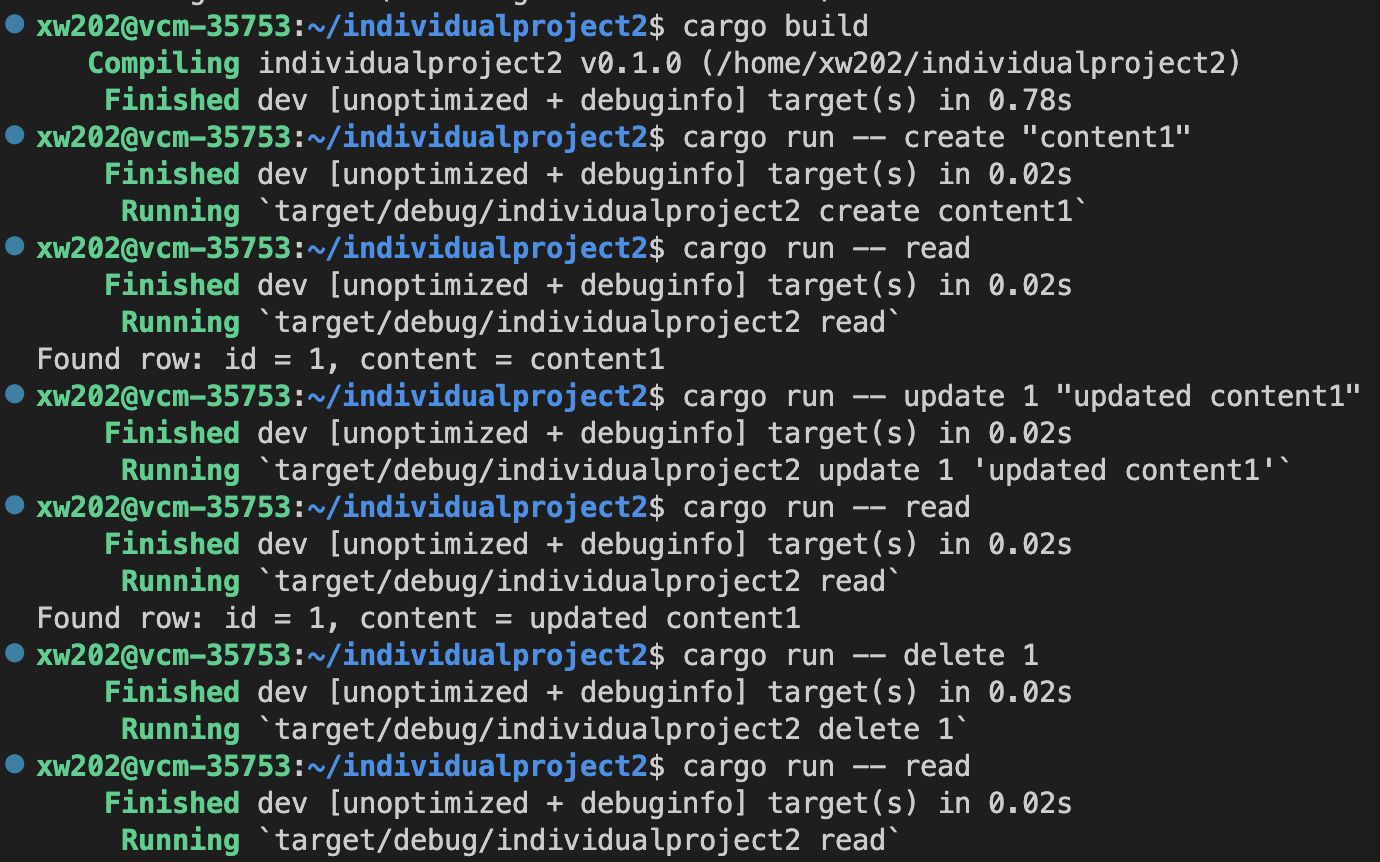 xw202@vcm-35753:~/individualproject2$ cargo build
Compiling individualproject2 v0.1.0 (/home/xw202/individualproject2)
Finished dev [unoptimized + debuginfo] target(s) in 0.78s
xw202@vcm-35753:~/individualproject2$ cargo run -- create "content1"
Finished dev [unoptimized + debuginfo] target(s) in 0.02s
Running `target/debug/individualproject2 create content1`
xw202@vcm-35753:~/individualproject2$ cargo run -- read
Finished dev [unoptimized + debuginfo] target(s) in 0.02s
Running `target/debug/individualproject2 read`
Found row: id = 1, content = content1
xw202@vcm-35753:~/individualproject2$ cargo run -- update 1 "updated content1"
Finished dev [unoptimized + debuginfo] target(s) in 0.02s
Running `target/debug/individualproject2 update 1 'updated content1'`
xw202@vcm-35753:~/individualproject2$ cargo run -- read
Finished dev [unoptimized + debuginfo] target(s) in 0.02s
Running `target/debug/individualproject2 read`
Found row: id = 1, content = updated content1
xw202@vcm-35753:~/individualproject2$ cargo run -- delete 1
Finished dev [unoptimized + debuginfo] target(s) in 0.02s
Running `target/debug/individualproject2 delete 1`
xw202@vcm-35753:~/individualproject2$ cargo run -- read
Finished dev [unoptimized + debuginfo] target(s) in 0.02s
Running `target/debug/individualproject2 read`